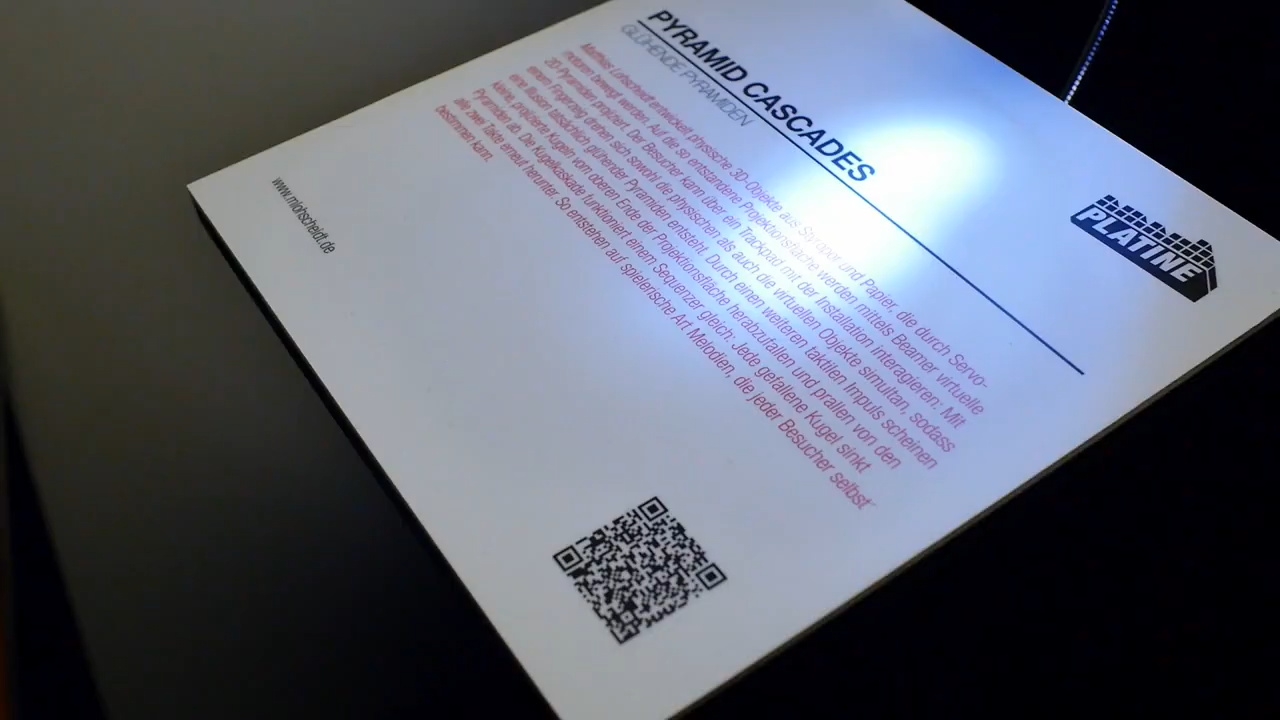 PYRAMID CASCADES
GLÜHENDE PYRAMIDEN
Matthias Lohscheidt entwickelt physische 3D-Objekte aus Styropor und Papier, die durch Servo-
motoren bewegt werden. Auf die so entstandene Projektionsfläche werden mittels Beamer virtuelle
3D-Pyramiden projiziert. Der Besucher kann über ein Trackpad mit der Installation interagieren: Mit
einem Fingerzeig drehen sich sowohl die physischen als auch die virtuellen Objekte simultan, sodass
eine Illusion tatsächlich glühender Pyramiden entsteht. Durch einen weiteren taktilen Impuls scheinen
kleine, projizierte Kugeln vom oberen Ende der Projektionsfläche herabzufallen und prallen von den
Pyramiden ab. Die Kugelkaskade funktioniert einem Sequenzer gleich: Jede gefallene Kugel sinkt
alle zwei Takte erneut herunter. So entstehen auf spielerische Art Melodien, die jeder Besucher selbst
bestimmen kann.
www.mlohscheidt.de
PLATINE